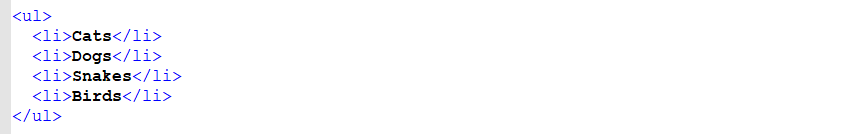 <ul>
<li>Cats</li>
<li>Dogs</li>
<li>Snakes</li>
<li>Birds</li>
</ul>